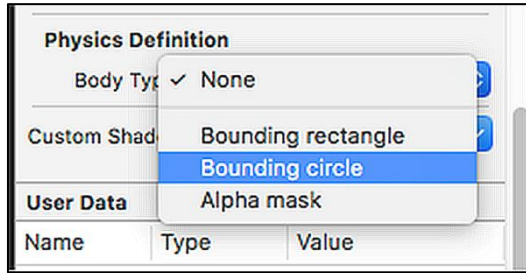 Physics Definition
Body Typ ✓ None
Custom Shad Bounding rectangle
Bounding circle
User Data Alpha mask
Name Type Value